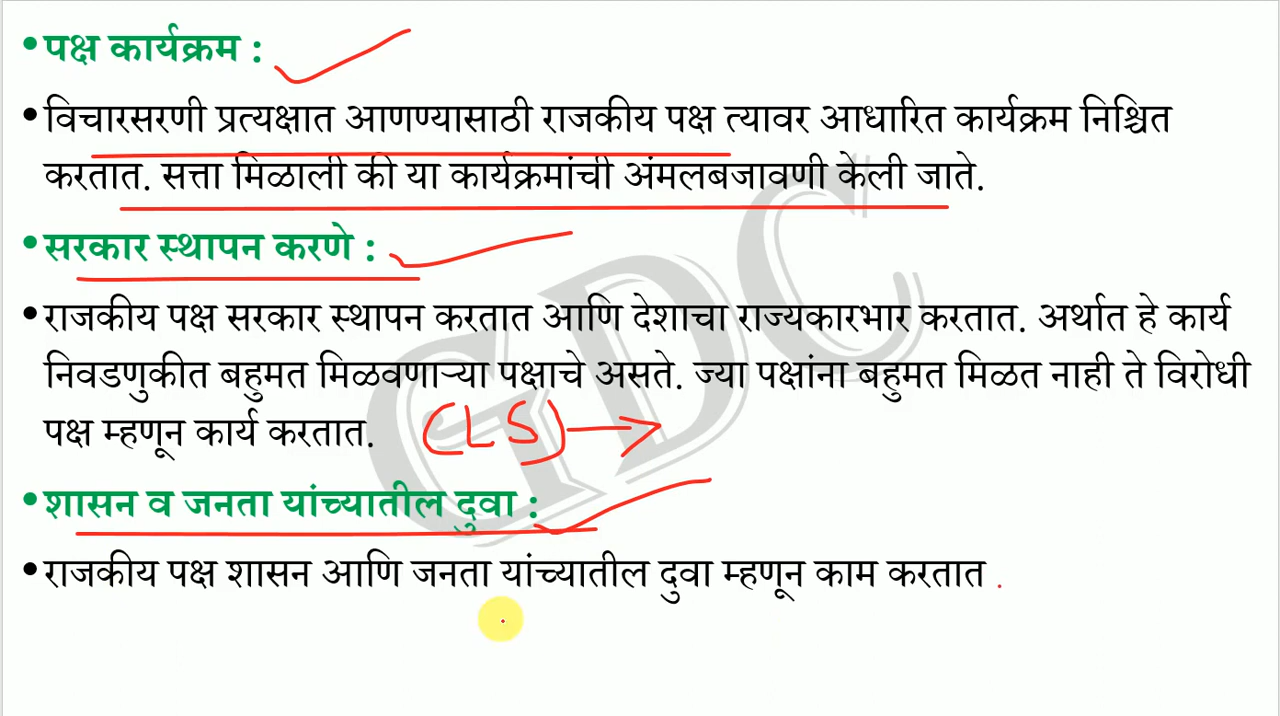 •पक्ष कार्यक्रम :
•विचारसरणी प्रत्यक्षात आणण्यासाठी राजकीय पक्ष त्यावर आधारित कार्यक्रम निश्चित
करतात. सत्ता मिळाली की या कार्यक्रमांची अंमलबजावणी केली जाते.
•सरकार स्थापन करणे :
•राजकीय पक्ष सरकार स्थापन करतात आणि देशाचा राज्यकारभार करतात. अर्थात हे कार्य
निवडणुकीत बहुमत मिळवणाऱ्या पक्षाचे असते. ज्या पक्षांना बहुमत मिळत नाही ते विरोधी
पक्ष म्हणून कार्य करतात. (LS)→
•शासन व जनता यांच्यातील दुवा :
•राजकीय पक्ष शासन आणि जनता यांच्यातील दुवा म्हणून काम करतात .
GDC